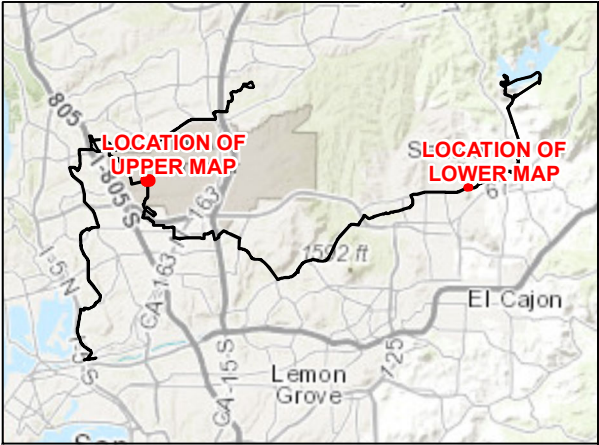 805
LOCATION OF
UPPER MAP
I-805 S
163
LOCATION OF
LOWER MAP
1592 ft
I-5 N
CA-163
El Cajon
CA-15 S
Lemon
Grove
San